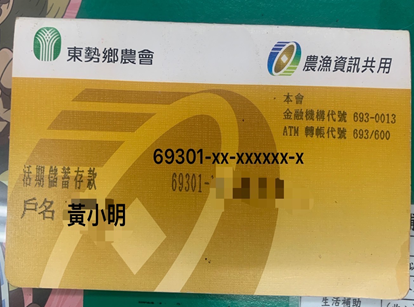 東勢鄉農會
農漁資訊共用
本會
金融機構代號 693-0013
ATM 轉帳代號 693/600
69301-xx-xxxxxx-x
活期儲蓄存款 69301-
戶名 黃小明
生活補助